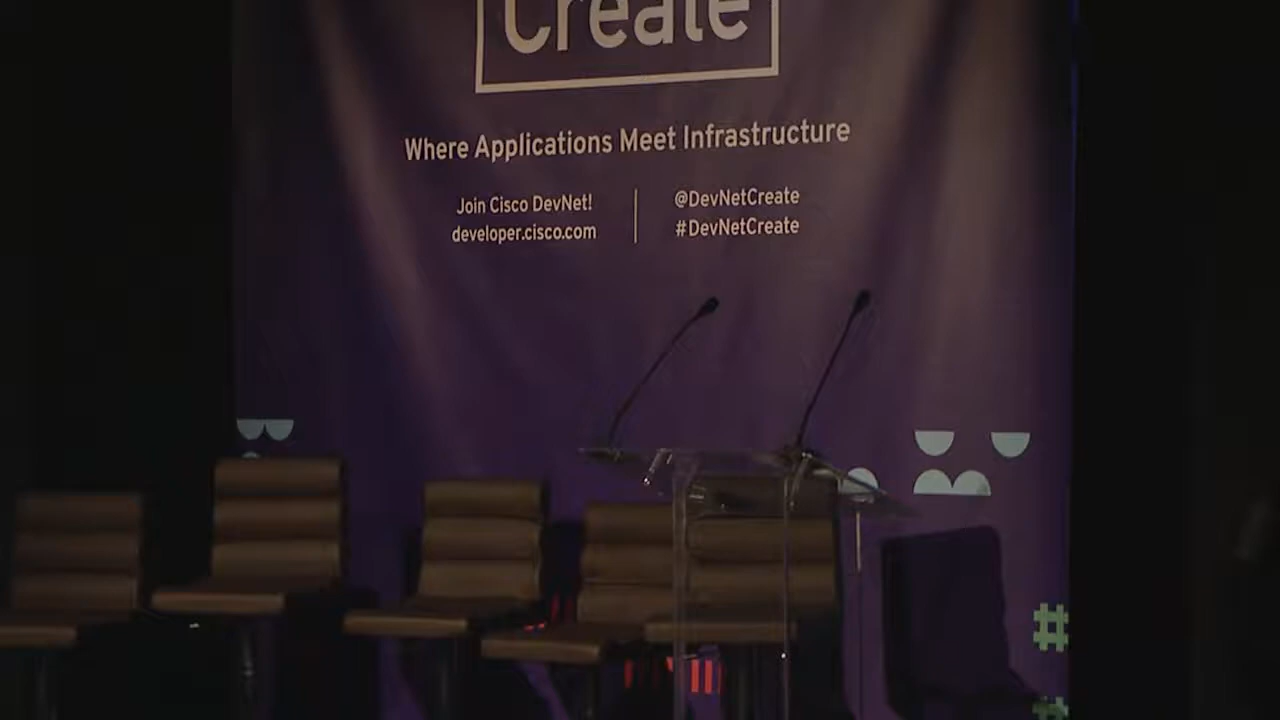 Create
Where Applications Meet Infrastructure
Join Cisco DevNet!
developer.cisco.com
@DevNetCreate
#DevNetCreate
#
#